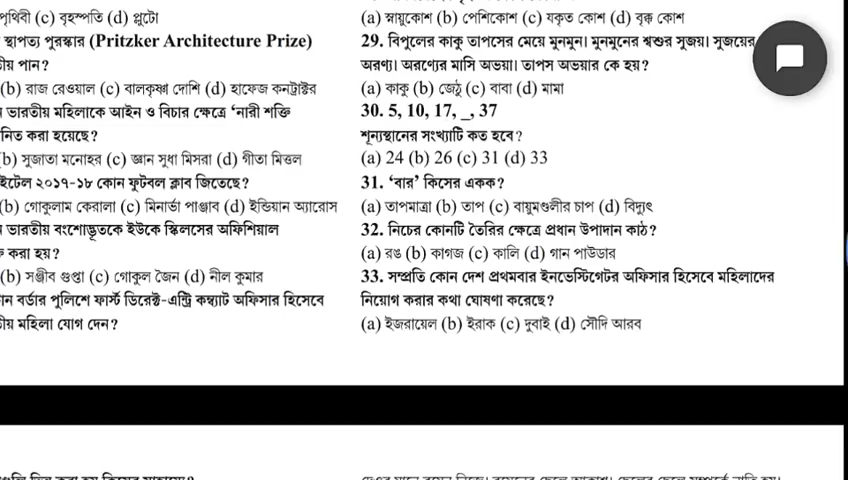 পৃথিবী (c) বৃহস্পতি (d) প্লুটো
স্থাপত্য পুরস্কার (Pritzker Architecture Prize)
পান?
(b) রাজ রেওয়াল (c) বালকৃষ্ণ দোশি (d) হাফেজ কনট্রাক্টর
ভারতীয় মহিলাকে আইন ও বিচার ক্ষেত্রে ‘নারী শক্তি
করা হয়েছে?
(b) সুজাতা মনোহর (c) জ্ঞান সুধা মিসরা (d) গীতা মিত্তল
২০১৭-১৮ কোন ফুটবল ক্লাব জিতেছে?
(b) গোকুলাম কেরালা (c) মিনার্ভা পাঞ্জাব (d) ইন্ডিয়ান অ্যারোস
ভারতীয় বংশোদ্ভূতকে ইউকে স্কিলসের অফিশিয়াল
করা হয়?
(b) সঞ্জীব গুপ্তা (c) গোকুল জৈন (d) নীল কুমার
বর্ডার পুলিশে ফার্স্ট ডিরেক্ট-এন্ট্রি কম্ব্যাট অফিসার হিসেবে
মহিলা যোগ দেন?
(a) স্নায়ুকোশ (b) পেশিকোশ (c) যকৃত কোশ (d) বৃক্ক কোশ
29. বিপুলের কাকু তাপসের মেয়ে মুনমুন। মুনমুনের শ্বশুর সুজয়। সুজয়ের
অরণ্য। অরণ্যের মাসি অভয়া। তাপস অভয়ার কে হয়?
(a) কাকু (b) জেঠু (c) বাবা (d) মামা
30. 5, 10, 17, _, 37
শূন্যস্থানের সংখ্যাটি কত হবে?
(a) 24 (b) 26 (c) 31 (d) 33
31. ‘বার’ কিসের একক?
(a) তাপমাত্রা (b) তাপ (c) বায়ুমণ্ডলীর চাপ (d) বিদ্যুৎ
32. নিচের কোনটি তৈরির ক্ষেত্রে প্রধান উপাদান কাঠ?
(a) রঙ (b) কাগজ (c) কালি (d) গান পাউডার
33. সম্প্রতি কোন দেশ প্রথমবার ইনভেস্টিগেটর অফিসার হিসেবে মহিলাদের
নিয়োগ করার কথা ঘোষণা করেছে?
(a) ইজরায়েল (b) ইরাক (c) দুবাই (d) সৌদি আরব